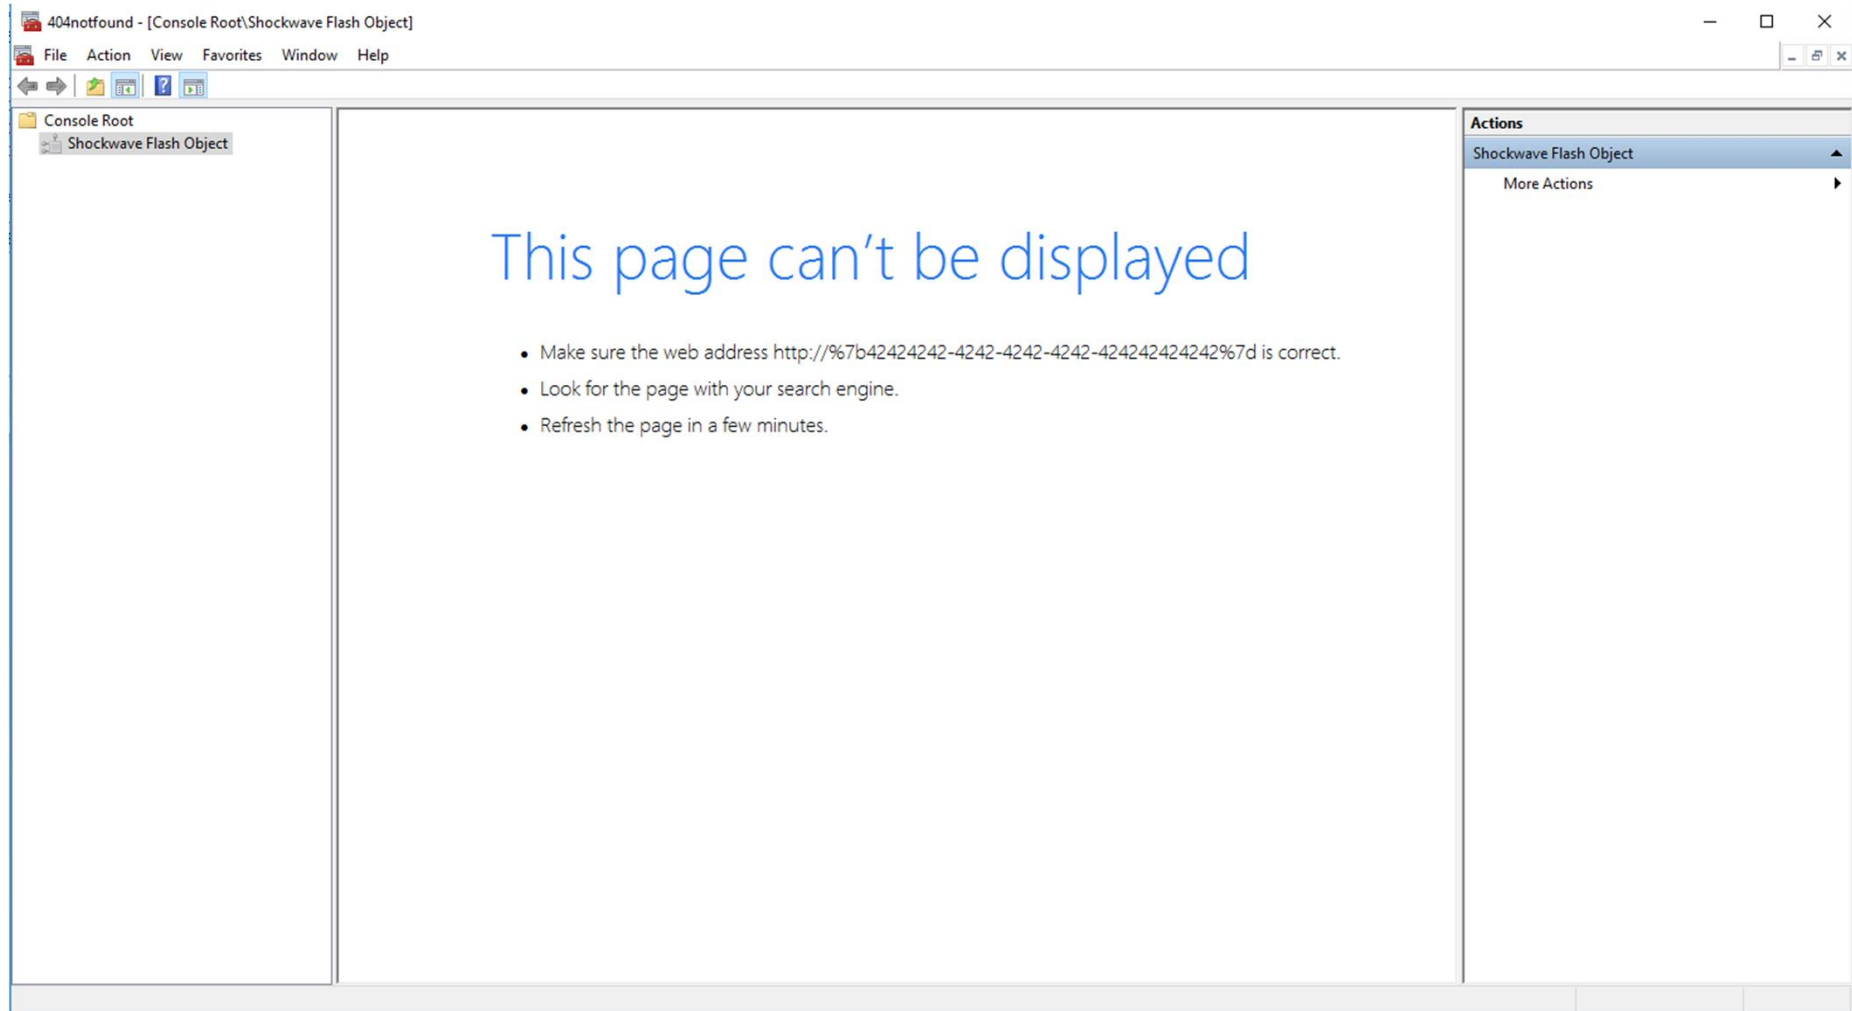 404notfound - [Console Root\Shockwave Flash Object]
File Action View Favorites Window Help
Console Root
Shockwave Flash Object
This page can't be displayed
• Make sure the web address http://%7b42424242-4242-4242-4242-424242424242%7d is correct.
• Look for the page with your search engine.
• Refresh the page in a few minutes.
Actions
Shockwave Flash Object
More Actions